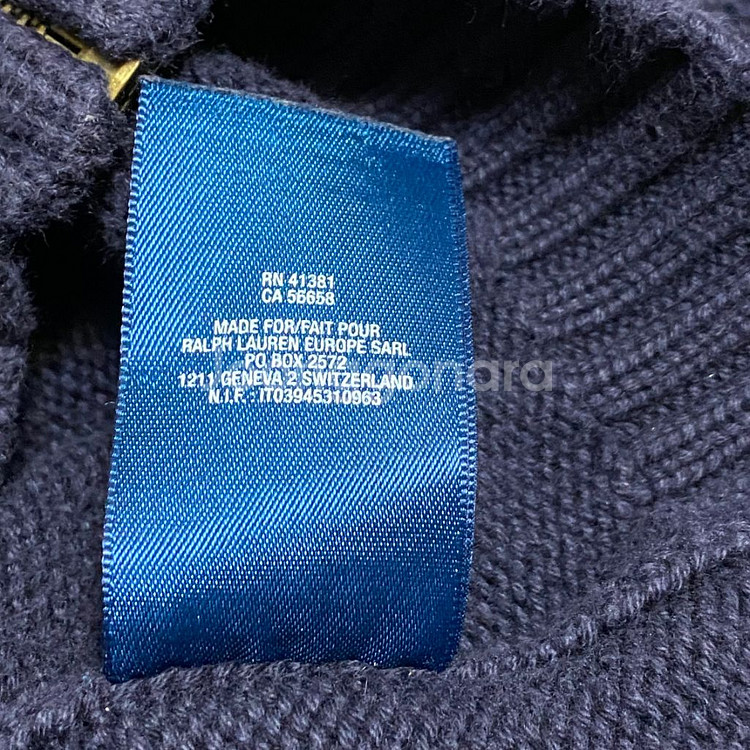 RN 41381
CA 56658
MADE FOR/FAIT POUR
RALPH LAUREN EUROPE SARL
PO BOX 2572
1211 GENEVA 2 SWITZERLAND
N.I.F. IT03945310963